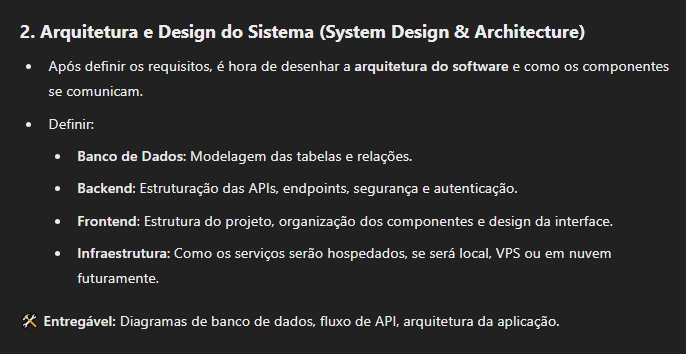 2. Arquitetura e Design do Sistema (System Design & Architecture)
• Após definir os requisitos, é hora de desenhar a arquitetura do software e como os componentes
se comunicam.
• Definir:
• Banco de Dados: Modelagem das tabelas e relações.
• Backend: Estruturação das APIs, endpoints, segurança e autenticação.
• Frontend: Estrutura do projeto, organização dos componentes e design da interface.
• Infraestrutura: Como os serviços serão hospedados, se será local, VPS ou em nuvem
futuramente.
🛠 Entregável: Diagramas de banco de dados, fluxo de API, arquitetura da aplicação.